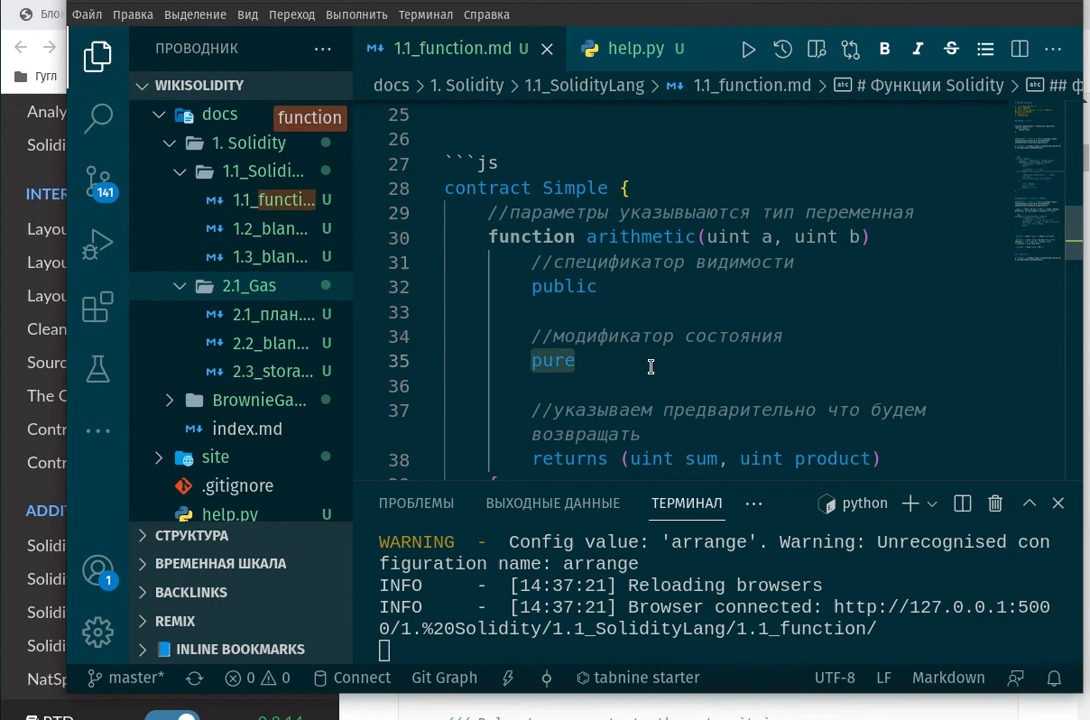 Бло
Файл Правка Выделение Вид Переход Выполнить Терминал Справка
Гугл
ПРОВОДНИК
1.1_function.md U
help.py U
B I
docs 1. Solidity 1.1_SolidityLang 1.1_function.md # Функции Solidity
WIKISOLIDITY
docs
function
1. Solidity
1.1_Solidi...
1.1_functi... U
1.2_blan... U
1.3_blan... U
2.1_Gas
2.1_план.... U
2.2_blan... U
2.3_stora... U
BrownieGa...
index.md
site
.gitignore
help.py U
СТРУКТУРА
ВРЕМЕННАЯ ШКАЛА
BACKLINKS
REMIX
INLINE BOOKMARKS
141
1
Analy
Solidi
INTER
Layou
Layou
Layou
Clean
Sourc
The C
Contr
Contr
ADDIT
Solidi
Solidi
Solidi
Solidi
NatSp
RTD
25
26
27 ```js
28 contract Simple {
29 //параметры указывыаются тип переменная
30 function arithmetic(uint a, uint b)
31 //спецификатор видимости
32 public
33
34 //модификатор состояния
35 pure
36
37 //указываем предварительно что будем
возвращать
38 returns (uint sum, uint product)
{
ПРОБЛЕМЫ ВЫХОДНЫЕ ДАННЫЕ ТЕРМИНАЛ python
WARNING - Config value: 'arrange'. Warning: Unrecognised con
figuration name: arrange
INFO - [14:37:21] Reloading browsers
INFO - [14:37:21] Browser connected: http://127.0.0.1:500
0/1.%20Solidity/1.1_SolidityLang/1.1_function/
master* 0 0 Connect Git Graph tabnine starter UTF-8 LF Markdown